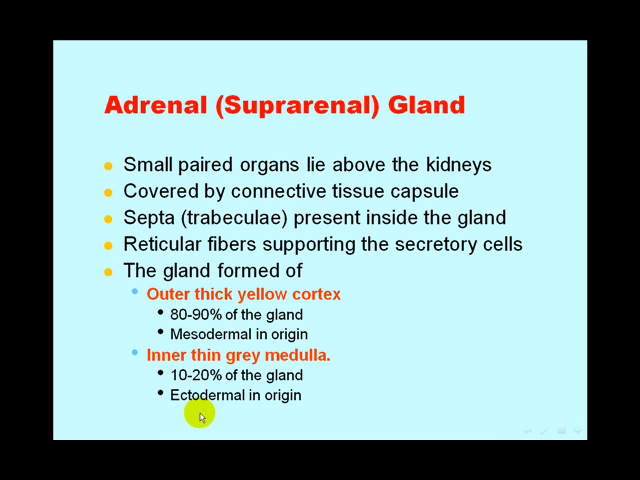 Adrenal (Suprarenal) Gland
Small paired organs lie above the kidneys
Covered by connective tissue capsule
Septa (trabeculae) present inside the gland
Reticular fibers supporting the secretory cells
The gland formed of
Outer thick yellow cortex
80-90% of the gland
Mesodermal in origin
Inner thin grey medulla.
10-20% of the gland
Ectodermal in origin